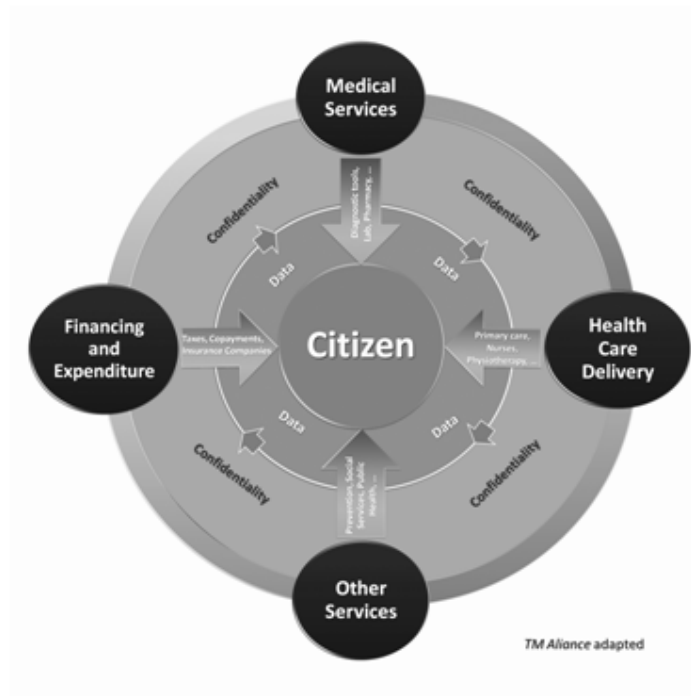 Medical
Services
Diagnostic tools,
Lab, Pharmacy, ...
Confidentiality
Confidentiality
Data
Data
Financing
and
Expenditure
Taxes, Copayments,
Insurance Companies
Citizen
Primary care,
Nurses,
Physiotherapy, ...
Health
Care
Delivery
Data
Data
Confidentiality
Confidentiality
Prevention, Social
Services, Public
Health, ...
Other
Services
TM Aliance adapted